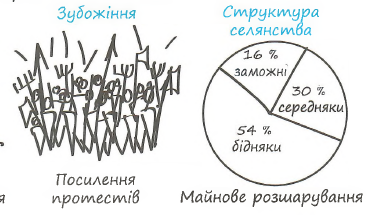 Зубожіння
Посилення
протестів
Структура
селянства
16 %
заможні
30 %
середняки
54 %
бідняки
Майнове розшарування